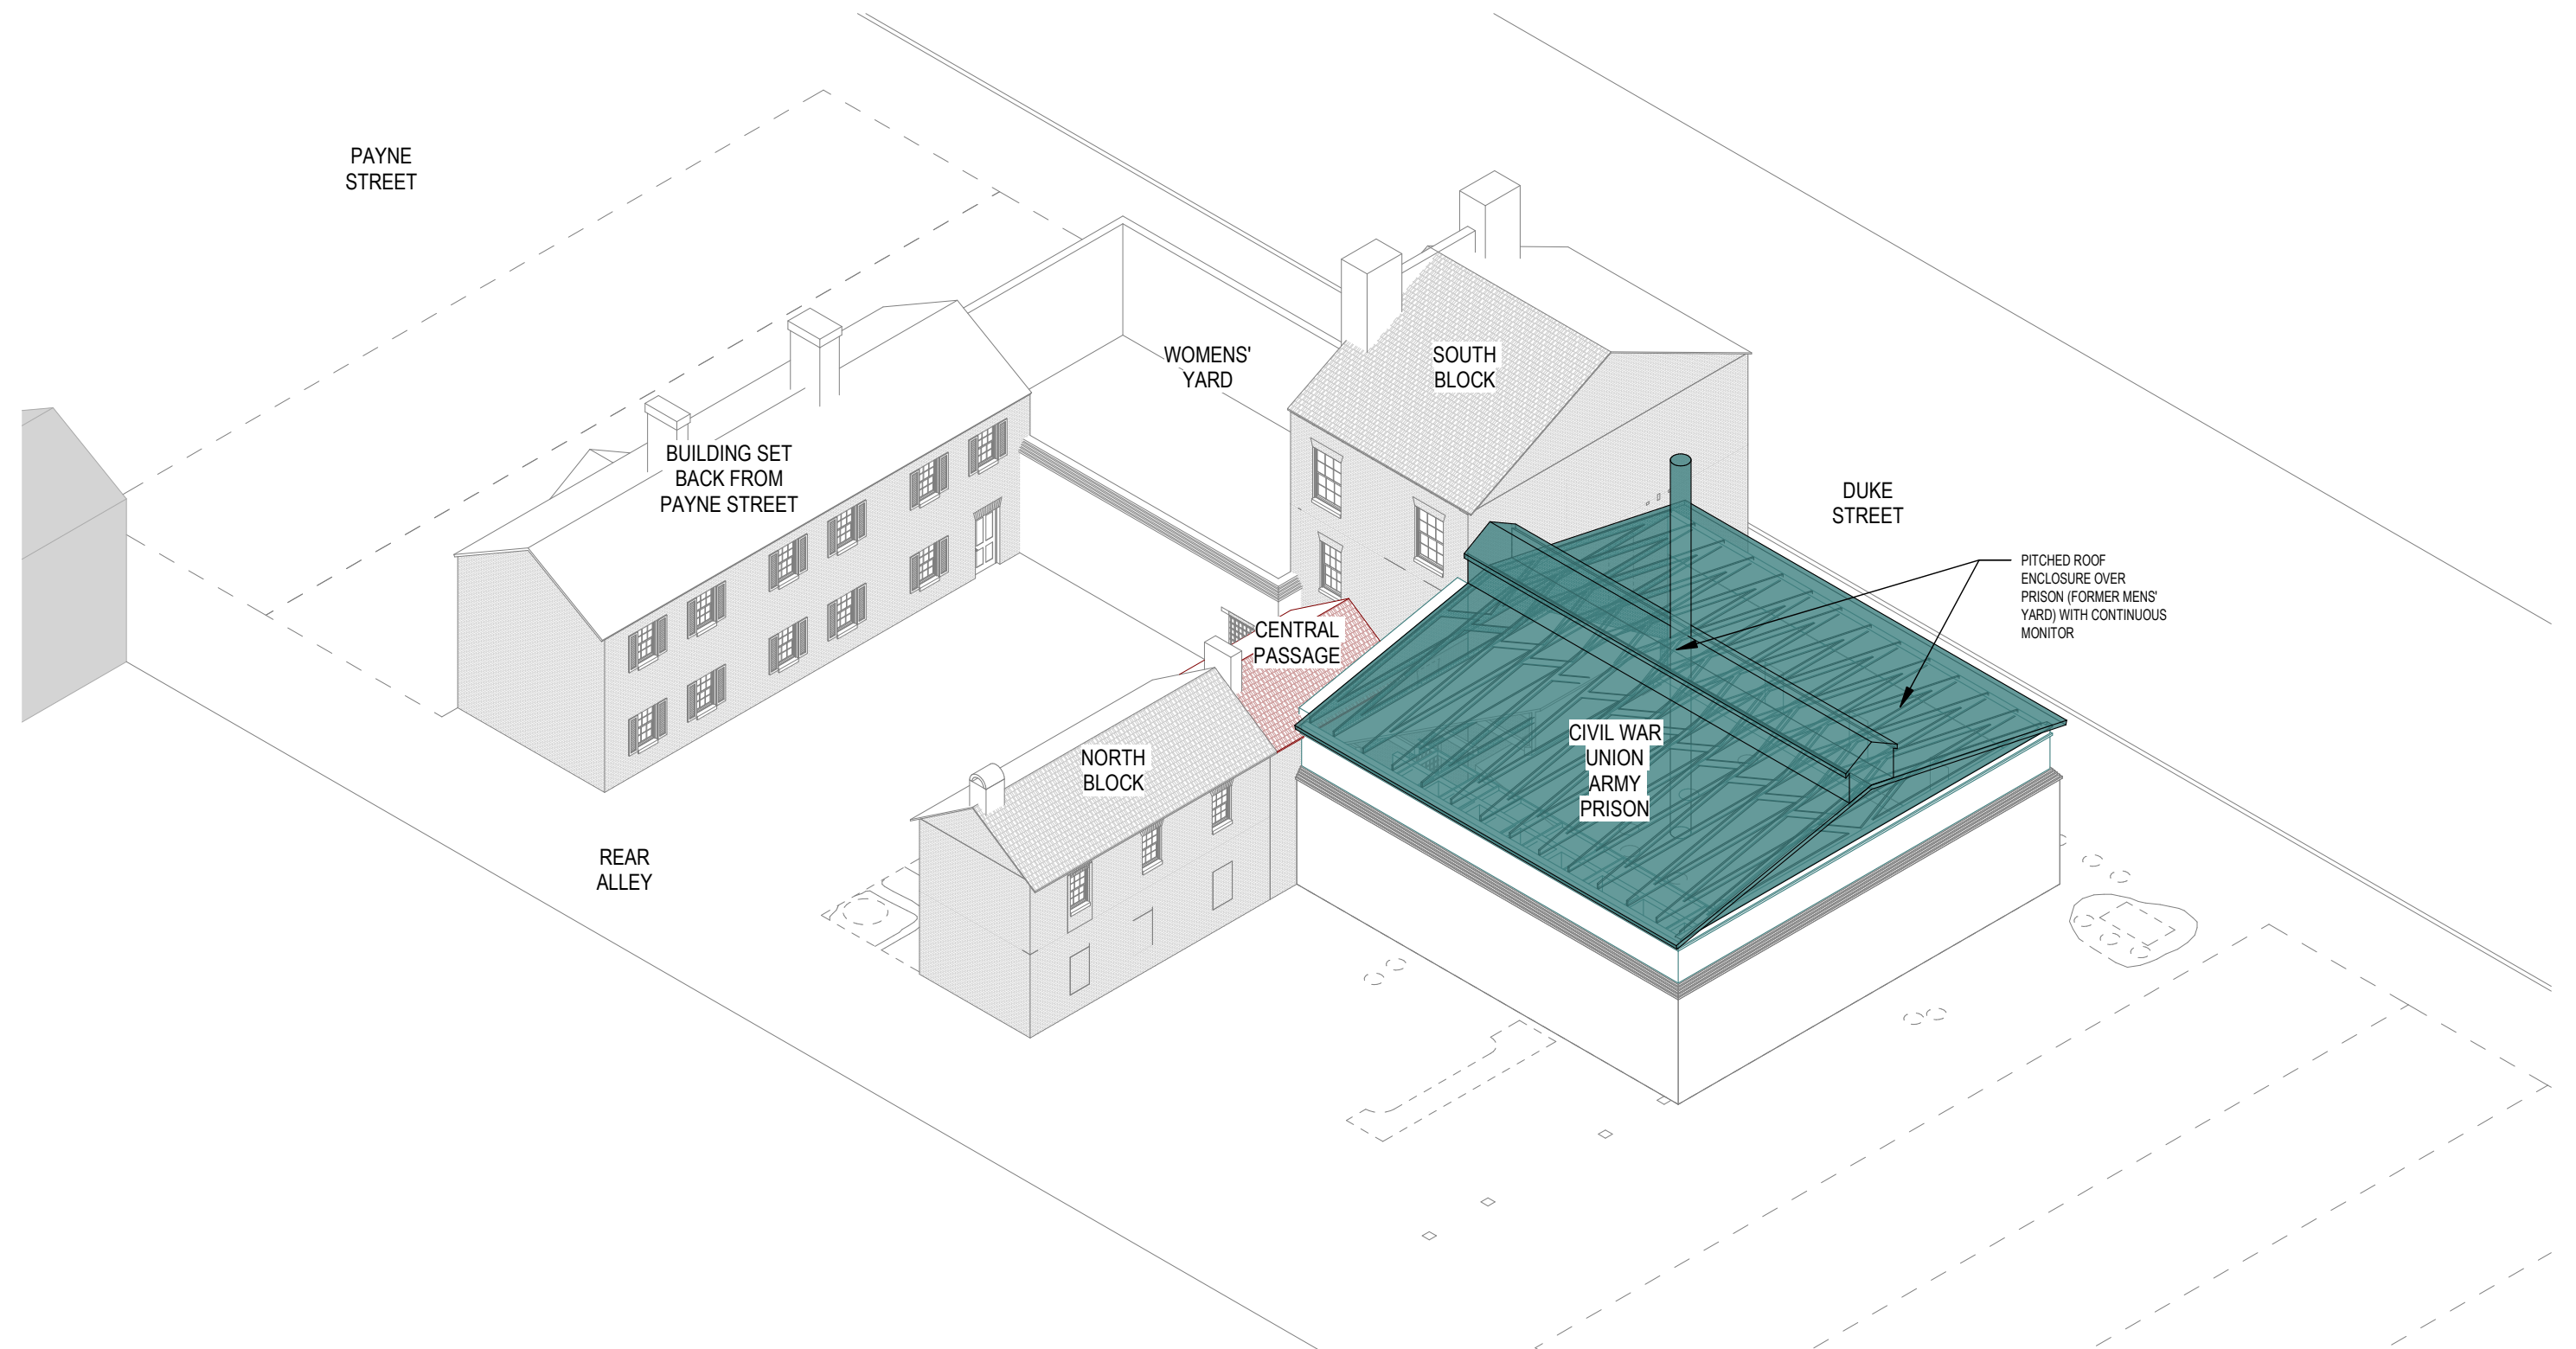 PAYNE
STREET
WOMENS'
YARD
SOUTH
BLOCK
BUILDING SET
BACK FROM
PAYNE STREET
DUKE
STREET
PITCHED ROOF
ENCLOSURE OVER
PRISON (FORMER MENS'
YARD) WITH CONTINUOUS
MONITOR
CENTRAL
PASSAGE
CIVIL WAR
UNION
ARMY
PRISON
NORTH
BLOCK
REAR
ALLEY